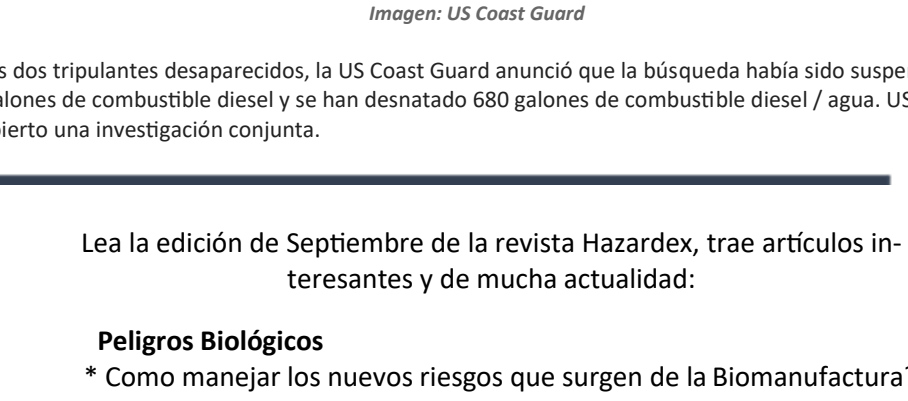 Imagen: US Coast Guard
s dos tripulantes desaparecidos, la US Coast Guard anunció que la búsqueda había sido suspe
alones de combustible diesel y se han desnatado 680 galones de combustible diesel / agua. US
ierto una investigación conjunta.
Lea la edición de Septiembre de la revista Hazardex, trae artículos in-
teresantes y de mucha actualidad:
Peligros Biológicos
* Como manejar los nuevos riesgos que surgen de la Biomanufactura?